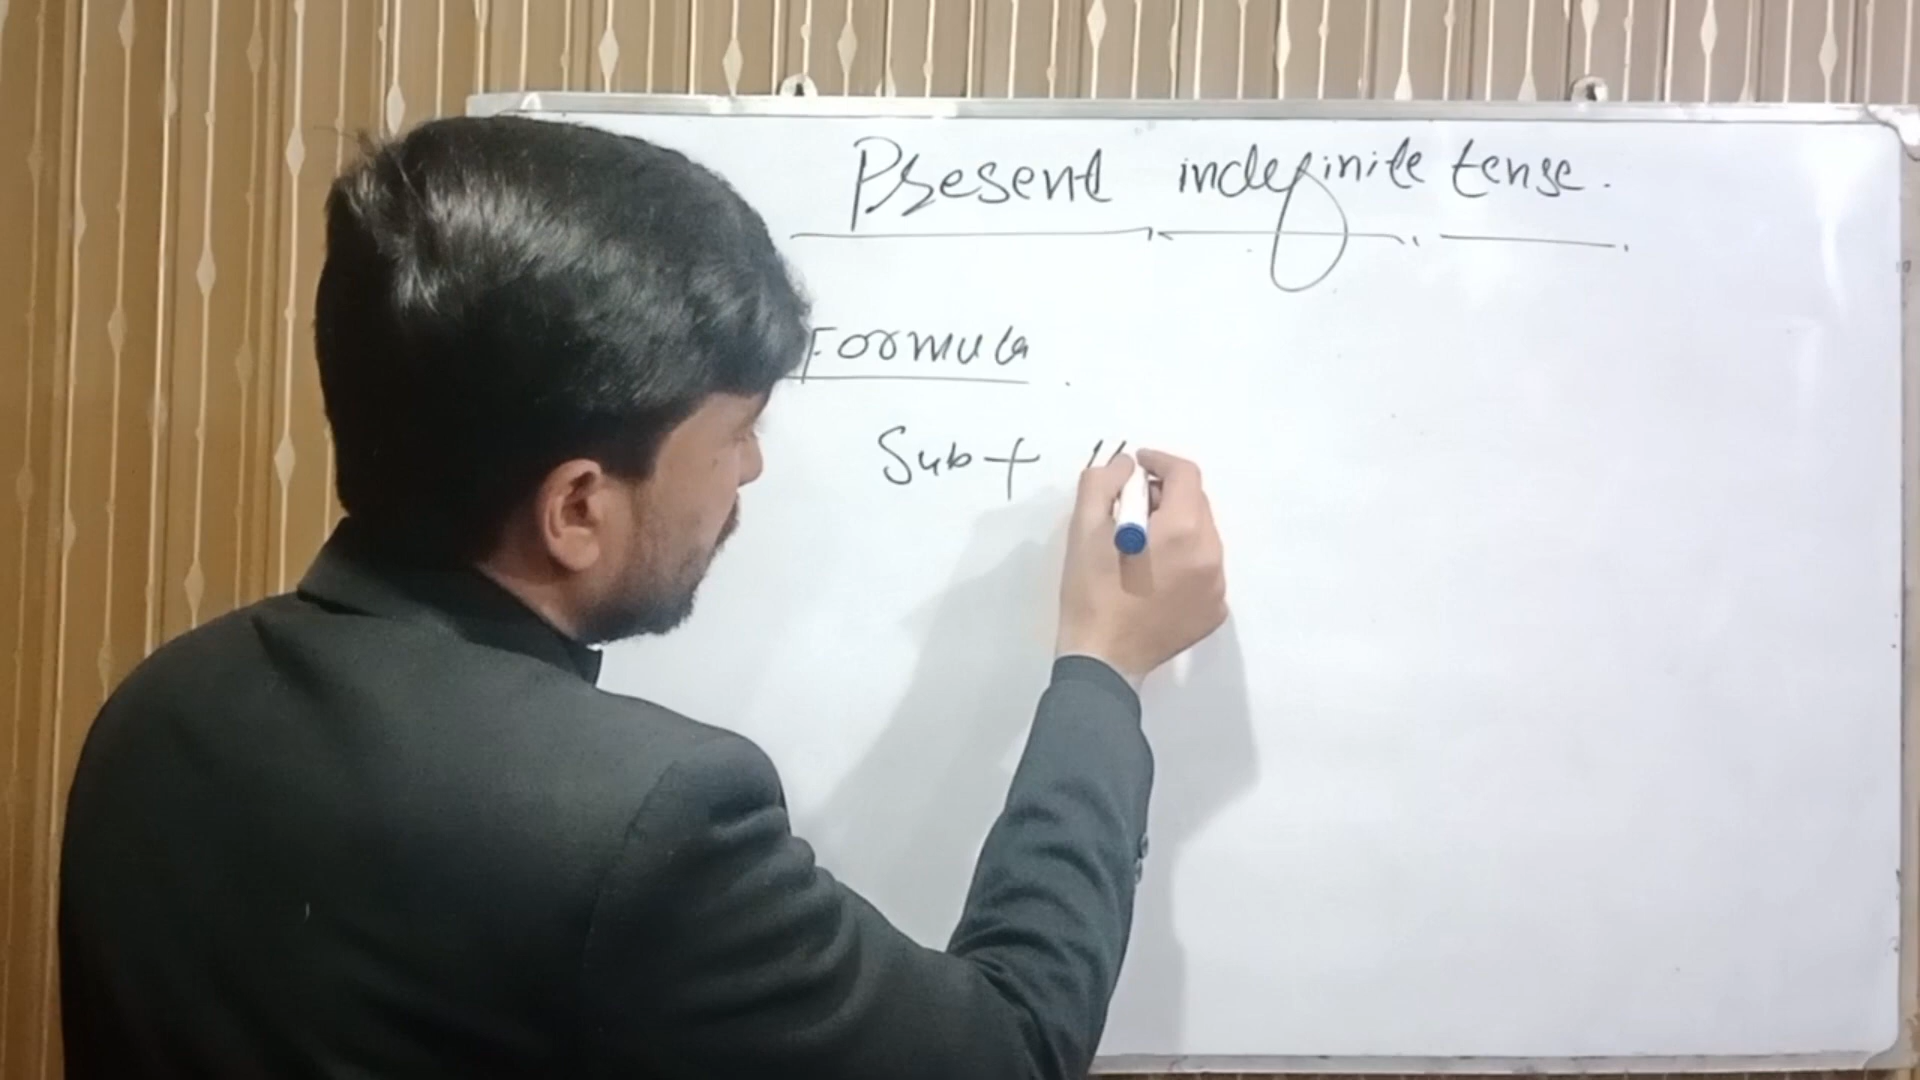 Present indefinite tense.
Formula
Sub +